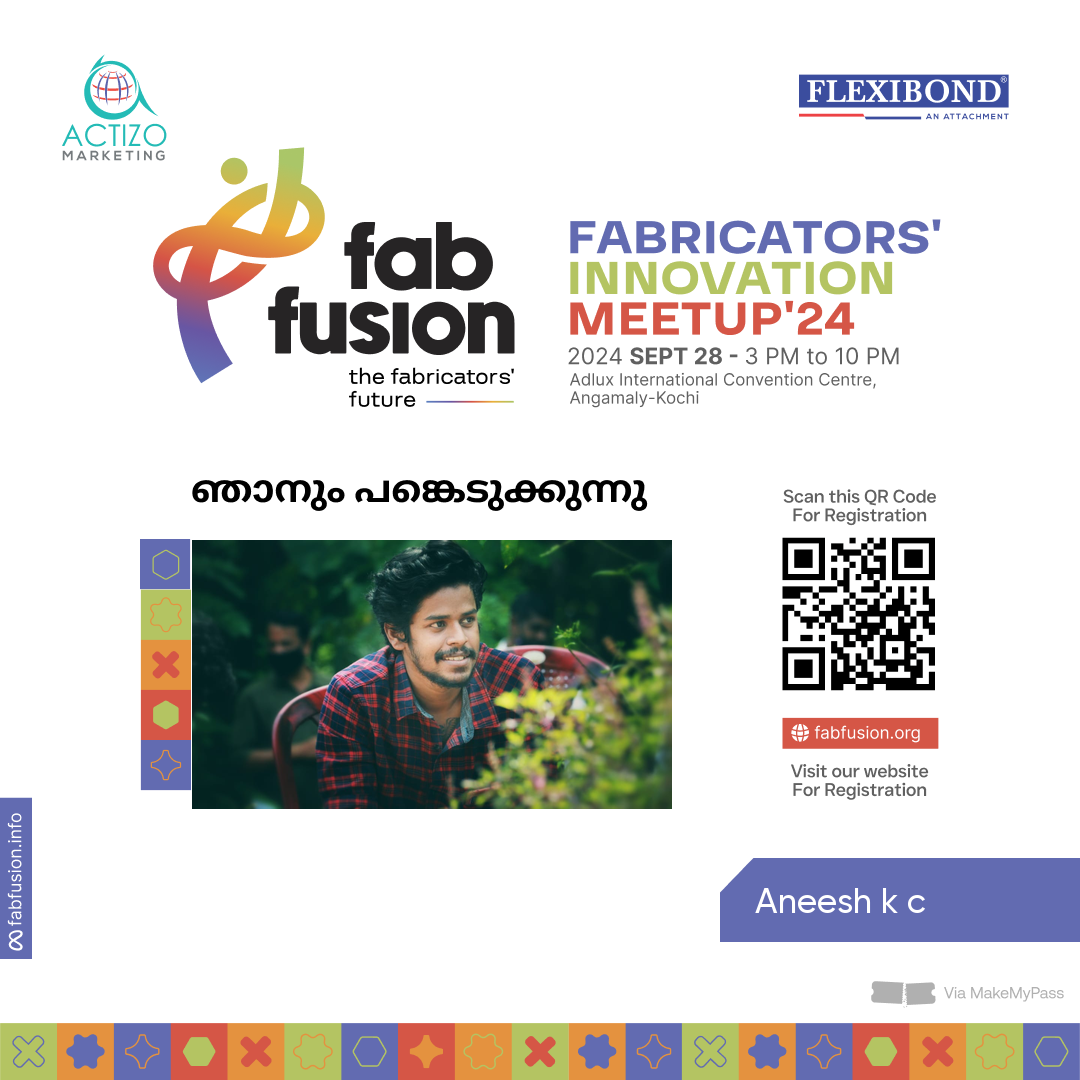 ACTIZO
MARKETING
FLEXIBOND®
AN ATTACHMENT
fab
fusion
the fabricators'
future
FABRICATORS'
INNOVATION
MEETUP'24
2024 SEPT 28 - 3 PM to 10 PM
Adlux International Convention Centre,
Angamaly-Kochi
ഞാനും പങ്കെടുക്കുന്നു
Scan this QR Code
For Registration
fabfusion.org
Visit our website
For Registration
fabfusion.info
Aneesh k c
Via MakeMyPass